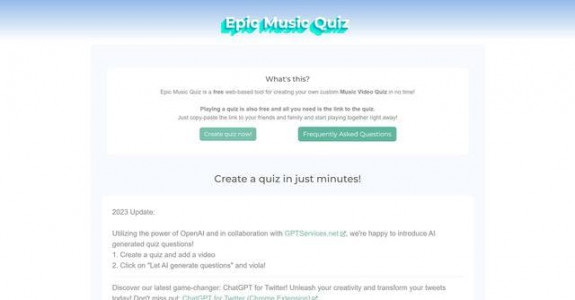 Epic Music Quiz
What's this?
Epic Music Quiz is a free web-based tool for creating your own custom Music Video Quiz in no time!
Playing a quiz is also free and all you need is the link to the quiz.
Just copy-paste the link to your friends and family and start playing together right away!
Create quiz now!
Frequently Asked Questions
Create a quiz in just minutes!
2023 Update:
Utilizing the power of OpenAI and in collaboration with GPTServices.net, we're happy to introduce AI
generated quiz questions!
1. Create a quiz and add a video
2. Click on "Let AI generate questions" and viola!
Discover our latest game-changer: ChatGPT for Twitter! Unleash your creativity and transform your tweets
today! Don't miss out: ChatGPT for Twitter (Chrome Extension)